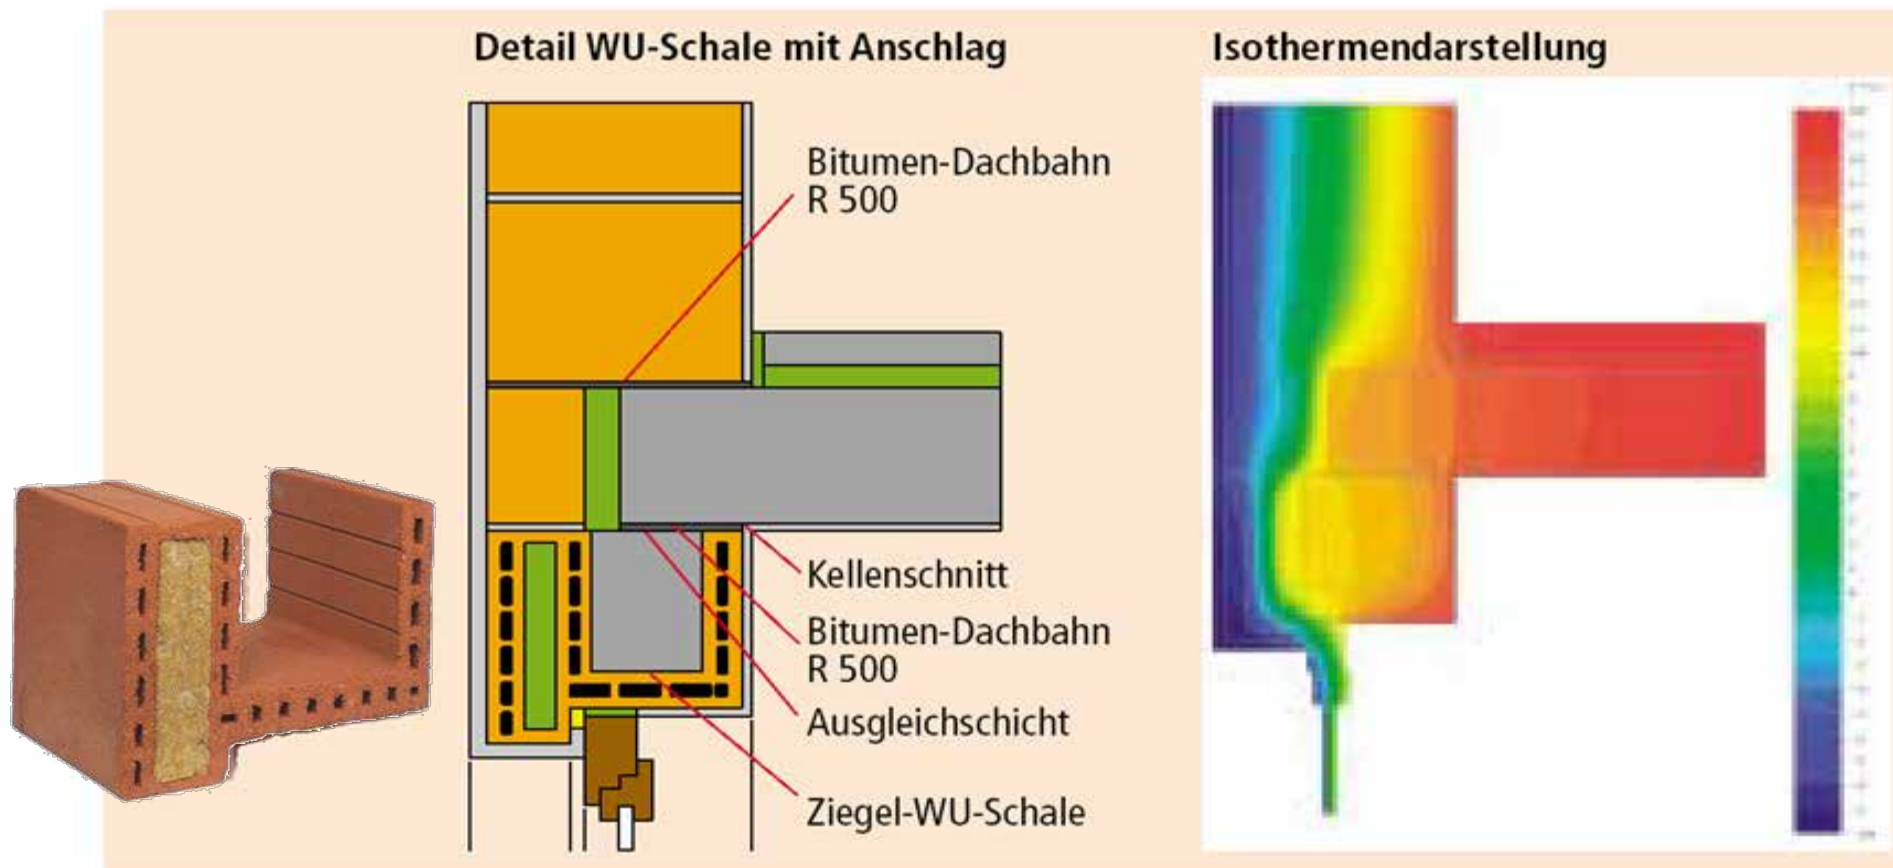 Detail WU-Schale mit Anschlag
Isothermendarstellung
Bitumen-Dachbahn
R 500
Kellenschnitt
Bitumen-Dachbahn
R 500
Ausgleichschicht
Ziegel-WU-Schale